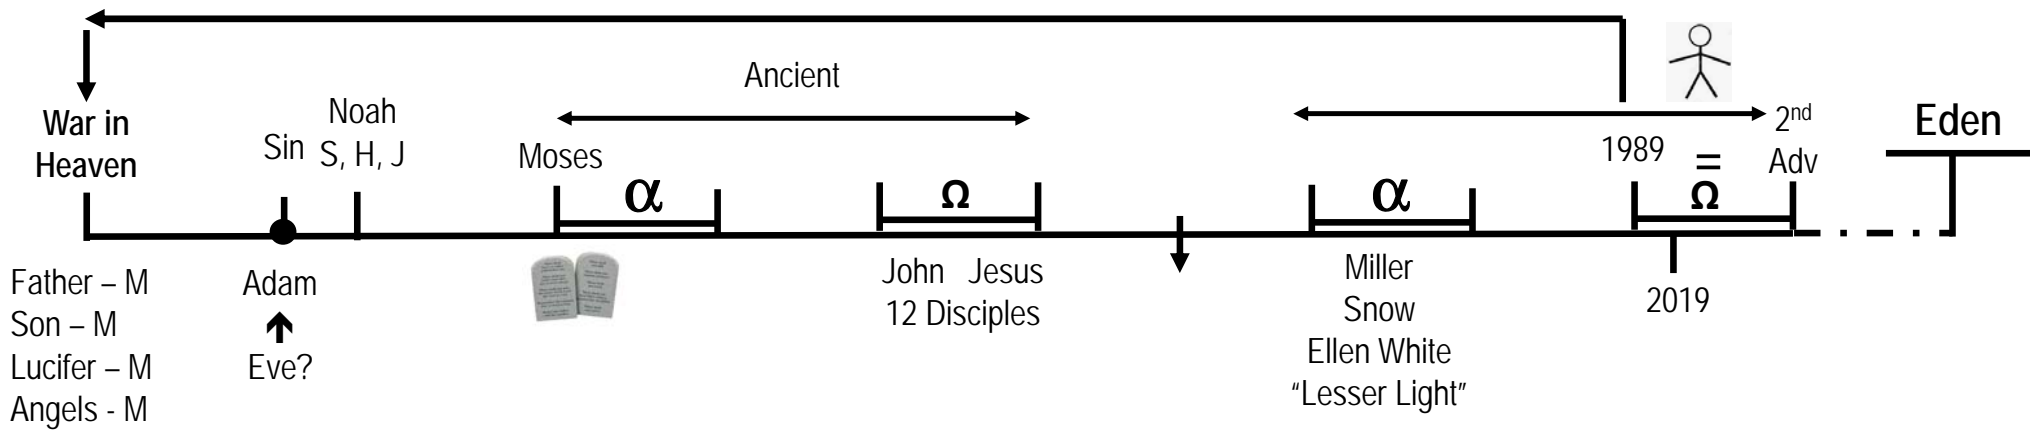 Ancient
War in
Heaven
Sin
Noah
S, H, J
Moses
α
Ω
α
1989
=
Ω
2nd
Adv
Eden
Father – M
Son – M
Lucifer – M
Angels - M
Adam
Eve?
John Jesus
12 Disciples
Miller
Snow
Ellen White
“Lesser Light”
2019